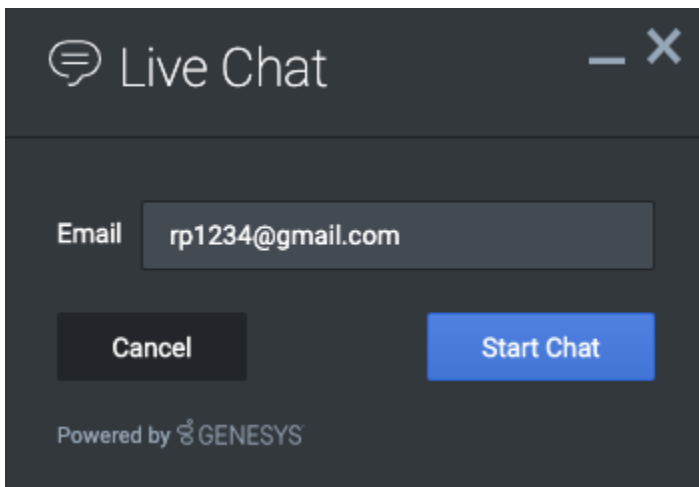 Live Chat
Email rp1234@gmail.com
Cancel Start Chat
Powered by GENESYS